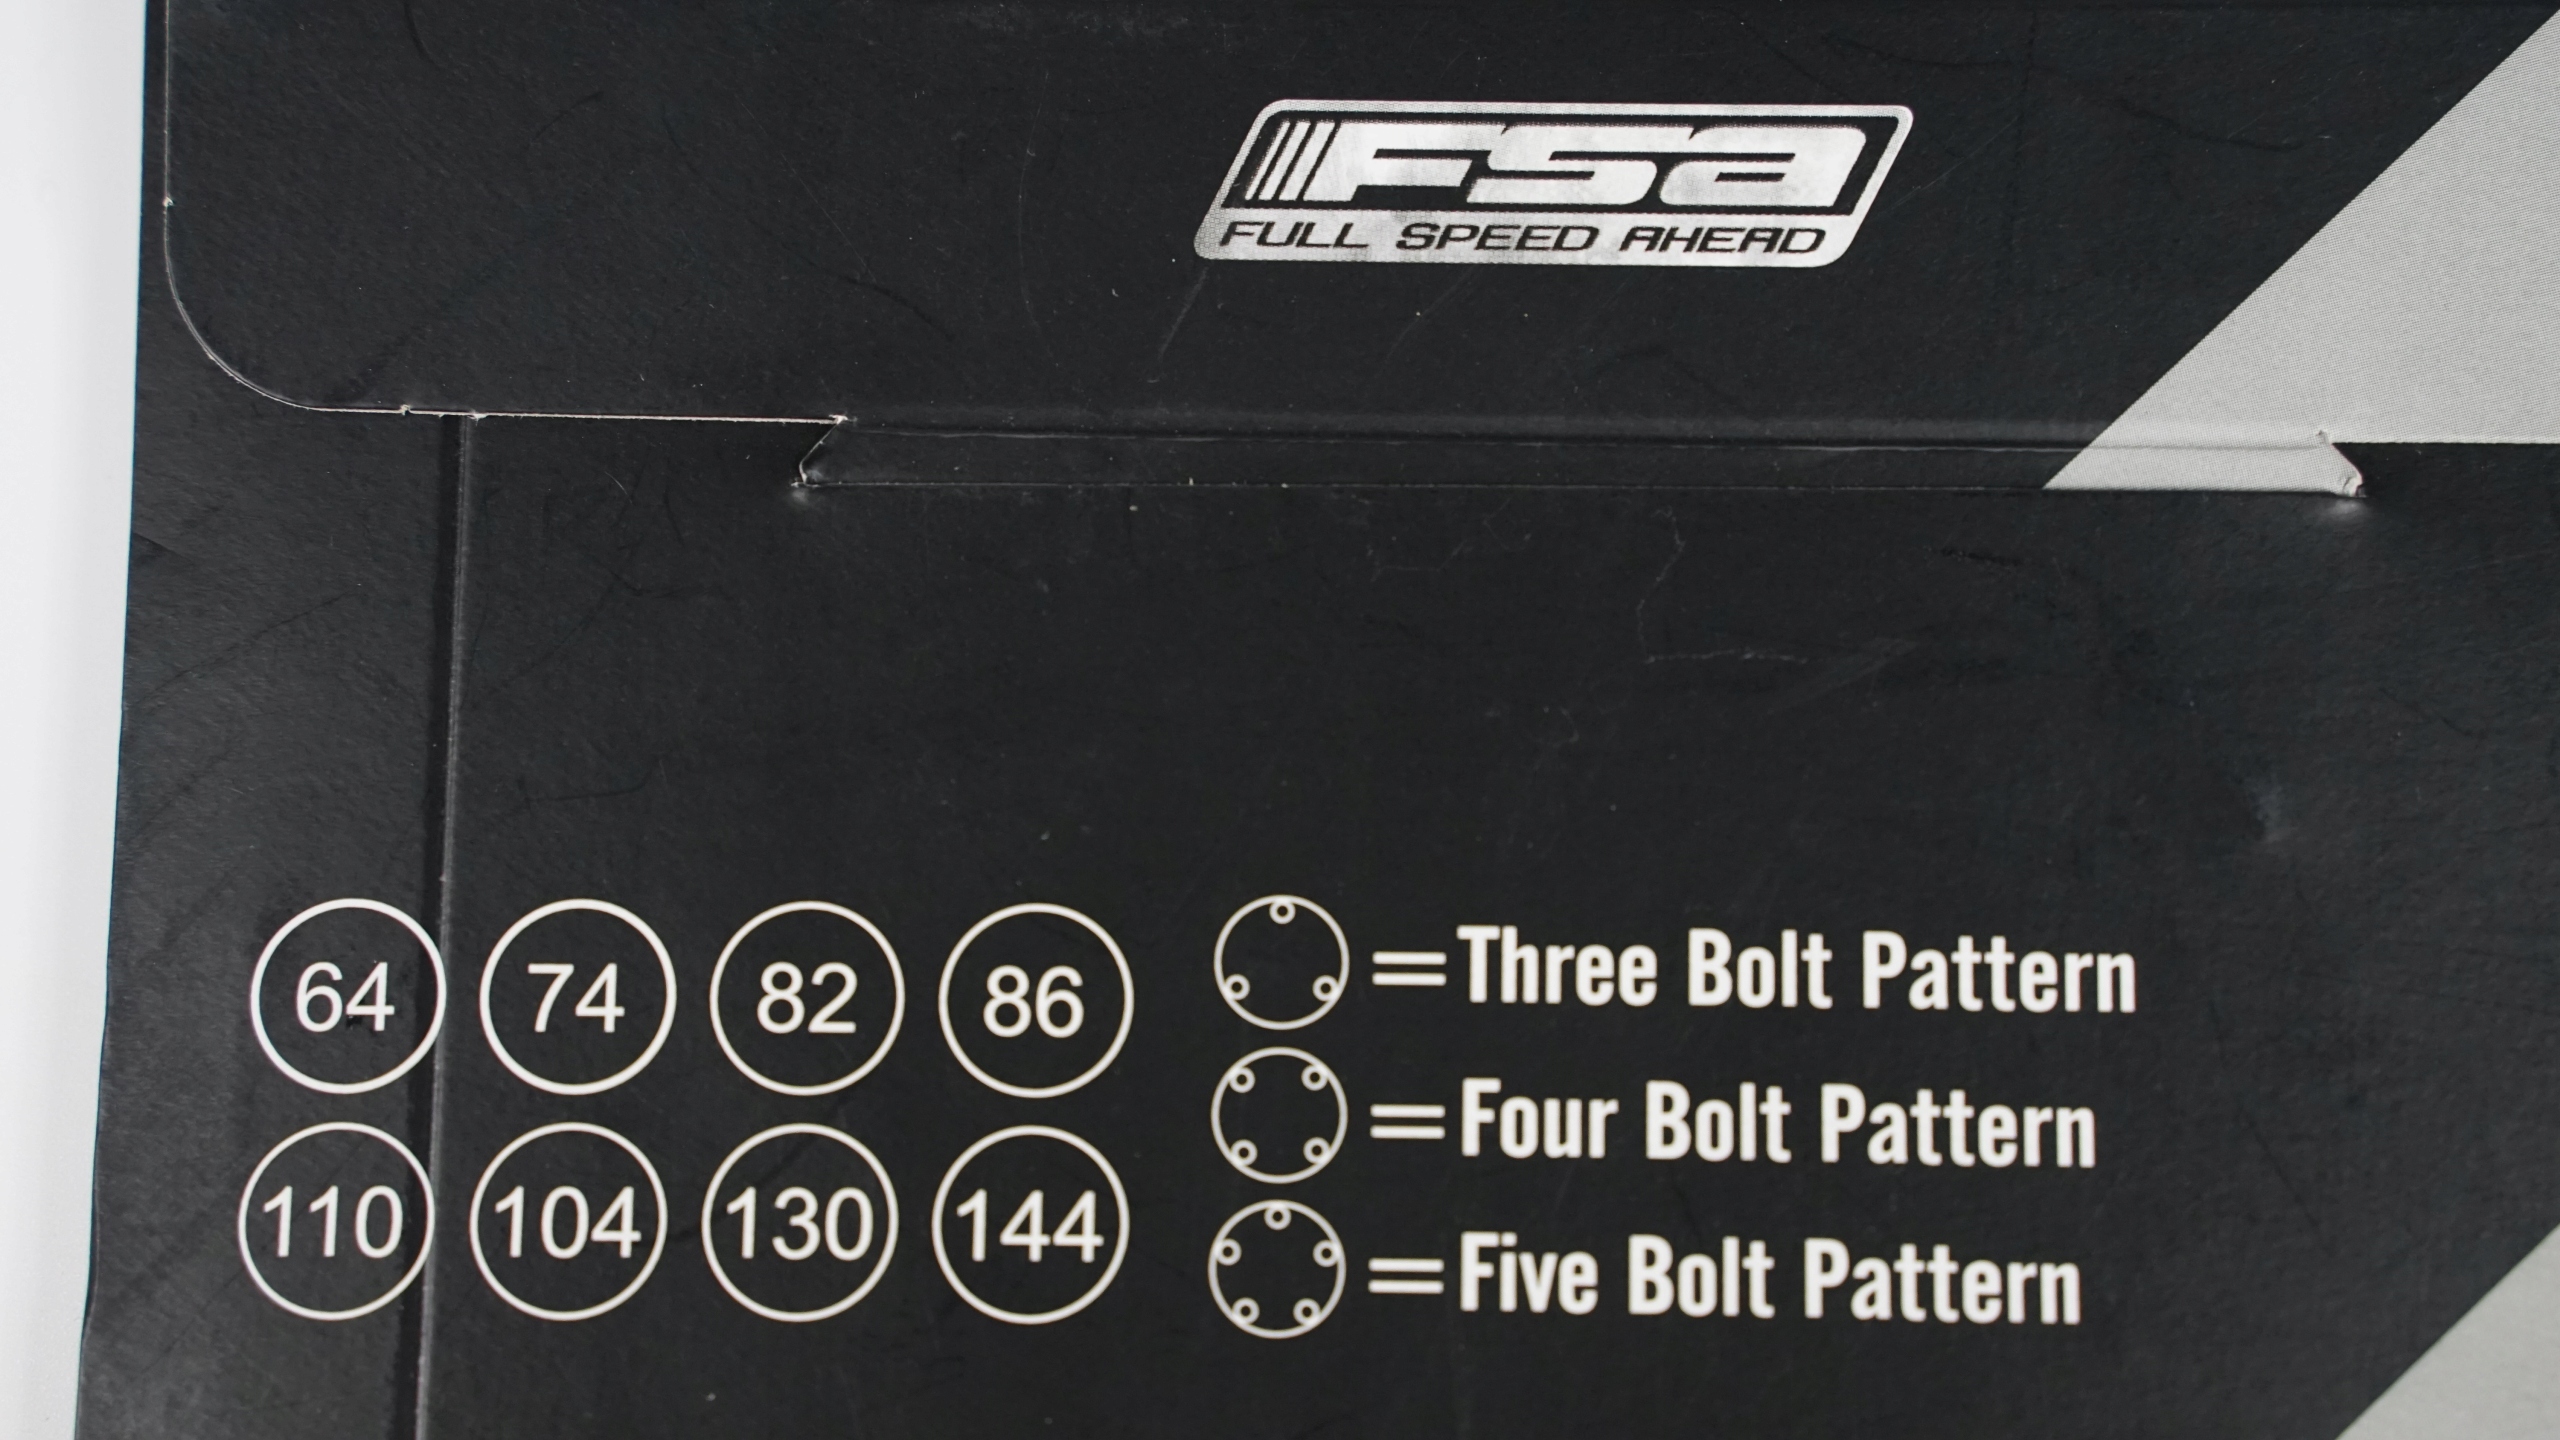 FSA
FULL SPEED AHEAD
64 74 82 86
110 104 130 144
= Three Bolt Pattern
= Four Bolt Pattern
= Five Bolt Pattern